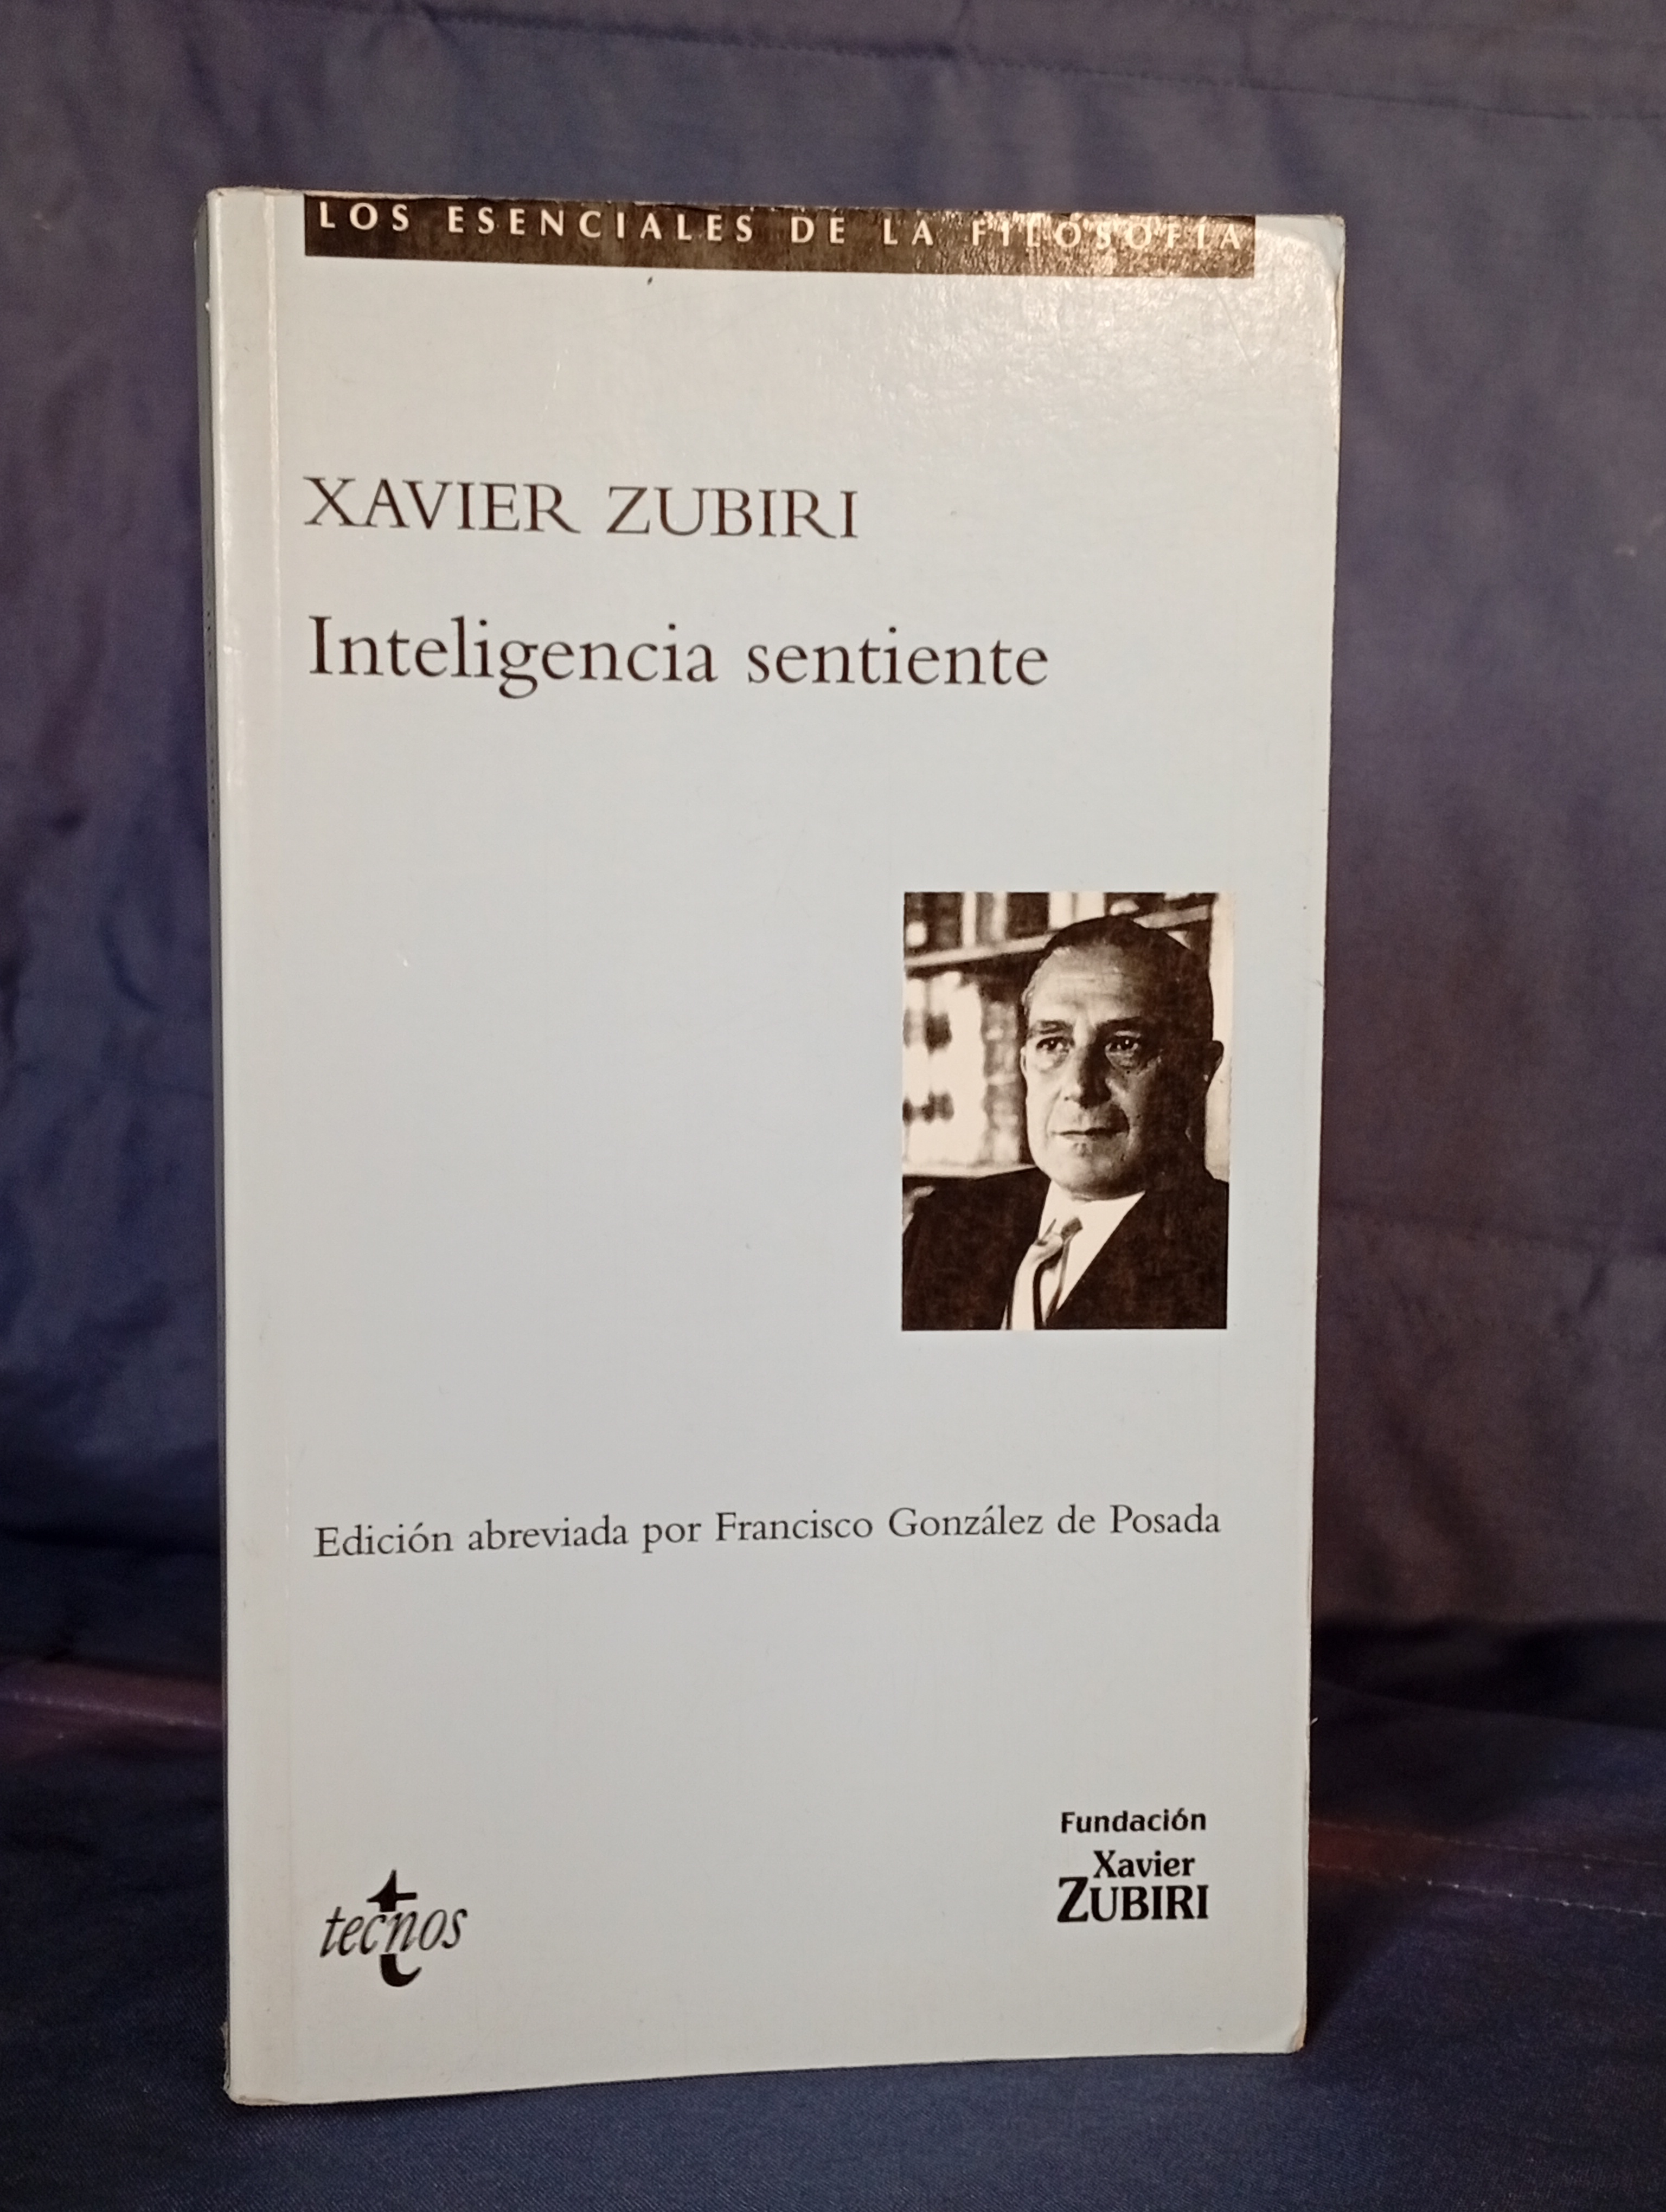 LOS ESENCIALES DE LA FILOSOFÍA
XAVIER ZUBIRI
Inteligencia sentiente
Edición abreviada por Francisco González de Posada
Fundación
Xavier
ZUBIRI
tecnos